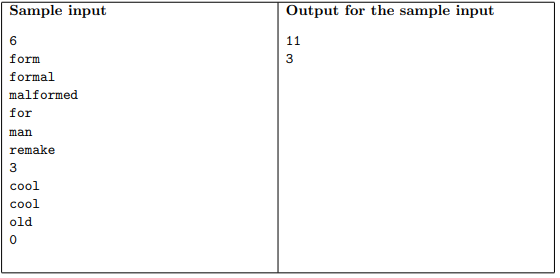 Sample input
6
form
formal
malformed
for
man
remake
3
cool
cool
old
0
Output for the sample input
11
3